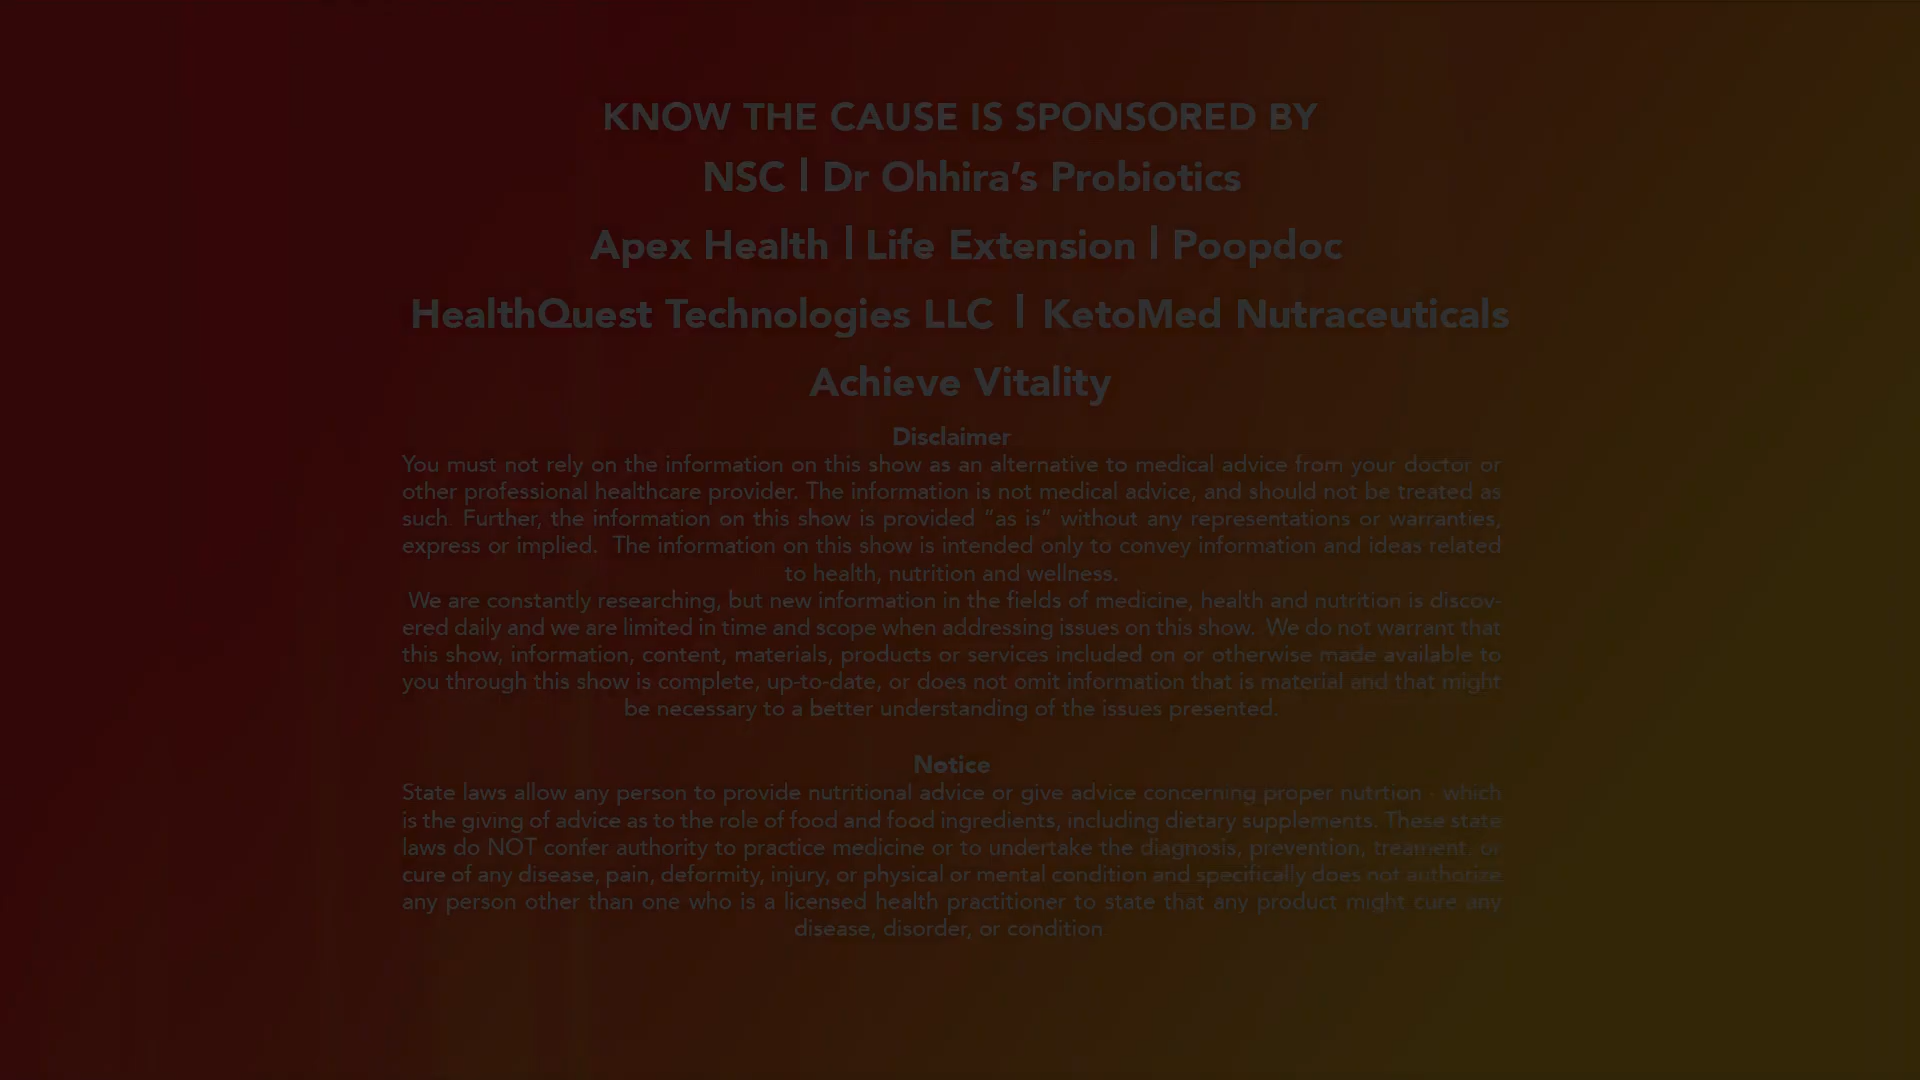 KNOW THE CAUSE IS SPONSORED BY
NSC | Dr Ohhira's Probiotics
Apex Health | Life Extension | Poopdoc
HealthQuest Technologies LLC | KetoMed Nutraceuticals
Achieve Vitality
Disclaimer
You must not rely on the information on this show as an alternative to medical advice from your doctor or
other professional healthcare provider. The information is not medical advice, and should not be treated as
such. Further, the information on this show is provided "as is" without any representations or warranties,
express or implied. The information on this show is intended only to convey information and ideas related
to health, nutrition and wellness.
We are constantly researching, but new information in the fields of medicine, health and nutrition is discov-
ered daily and we are limited in time and scope when addressing issues on this show. We do not warrant that
this show, information, content, materials, products or services included on or otherwise made available to
you through this show is complete, up-to-date, or does not omit information that is material and that might
be necessary to a better understanding of the issues presented.
Notice
State laws allow any person to provide nutritional advice or give advice concerning proper nutrtion - which
is the giving of advice as to the role of food and food ingredients, including dietary supplements. These state
laws do NOT confer authority to practice medicine or to undertake the diagnosis, prevention, treament, or
cure of any disease, pain, deformity, injury, or physical or mental condition and specifically does not authorize
any person other than one who is a licensed health practitioner to state that any product might cure any
disease, disorder, or condition